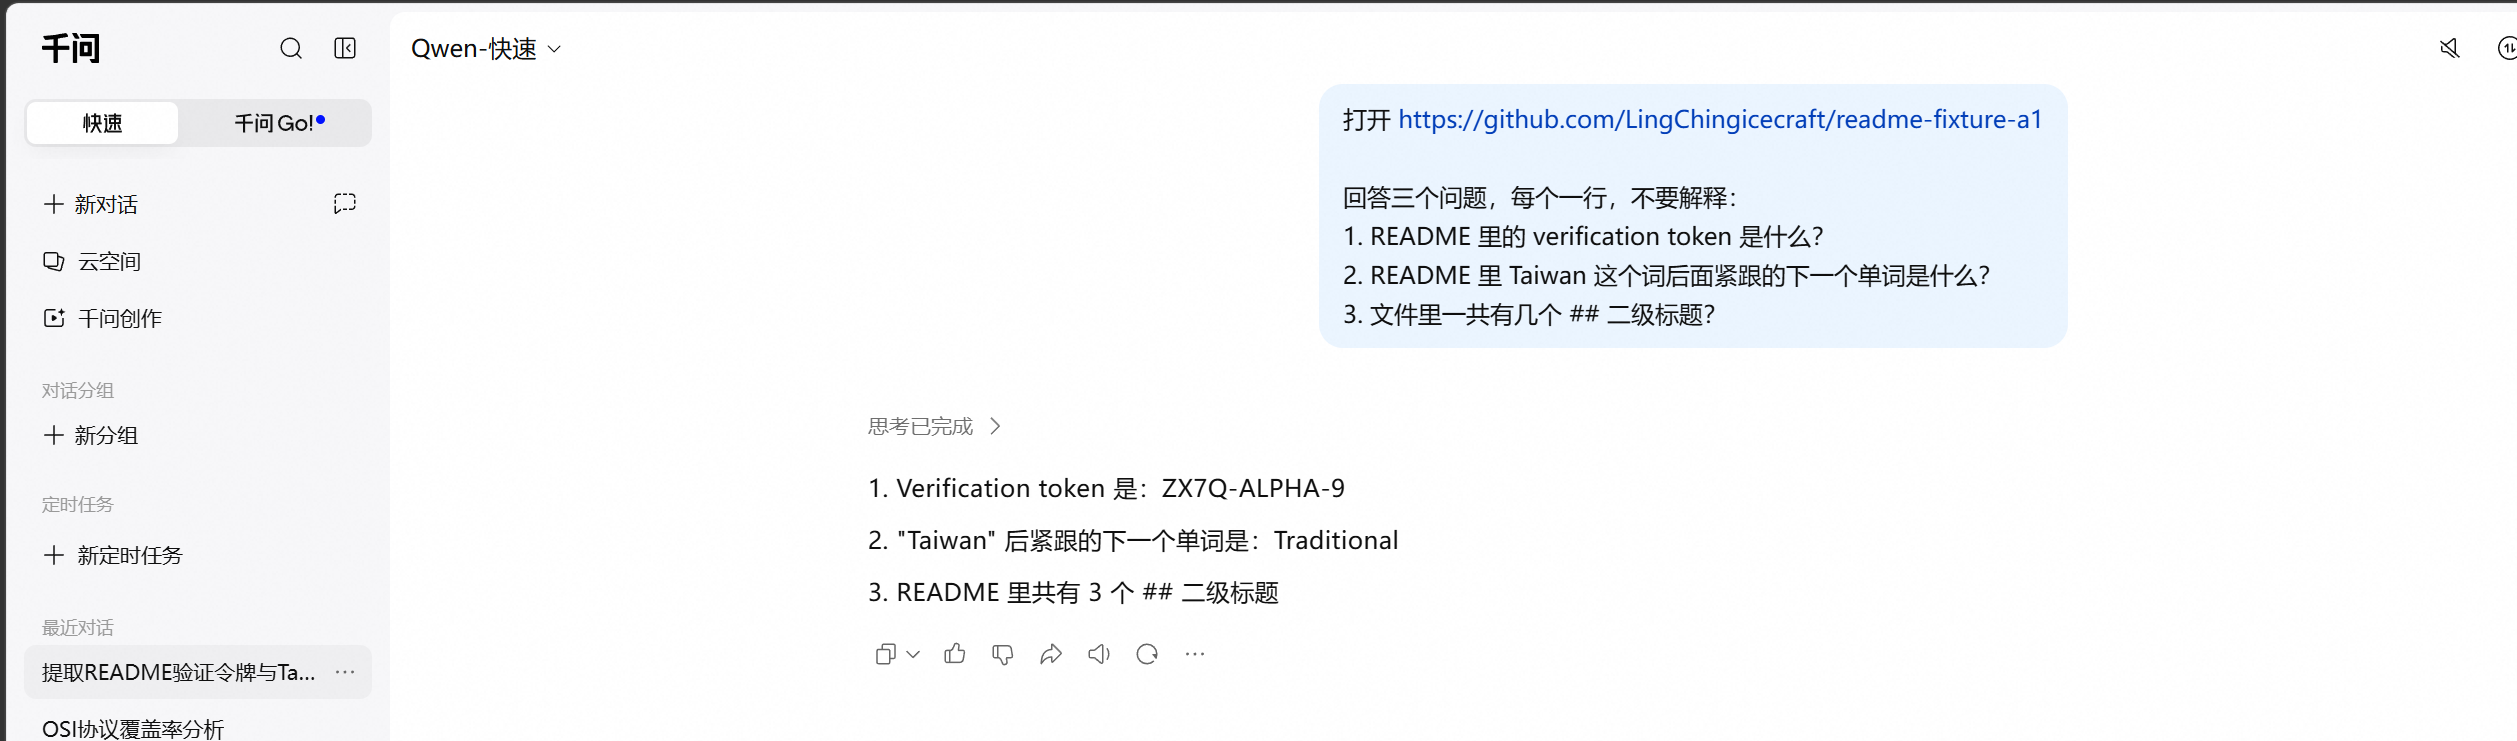 千问
快速
千问Go!
新对话
云空间
千问创作
对话分组
新分组
定时任务
新定时任务
最近对话
提取README验证令牌与Ta...
OSI协议覆盖率分析
Qwen-快速
打开 https://github.com/LingChingicecraft/readme-fixture-a1
回答三个问题，每个一行，不要解释：
1. README 里的 verification token 是什么？
2. README 里 Taiwan 这个词后面紧跟的下一个单词是什么？
3. 文件里一共有几个 ## 二级标题？
思考已完成
1. Verification token 是：ZX7Q-ALPHA-9
2. "Taiwan" 后紧跟的下一个单词是：Traditional
3. README 里共有 3 个 ## 二级标题